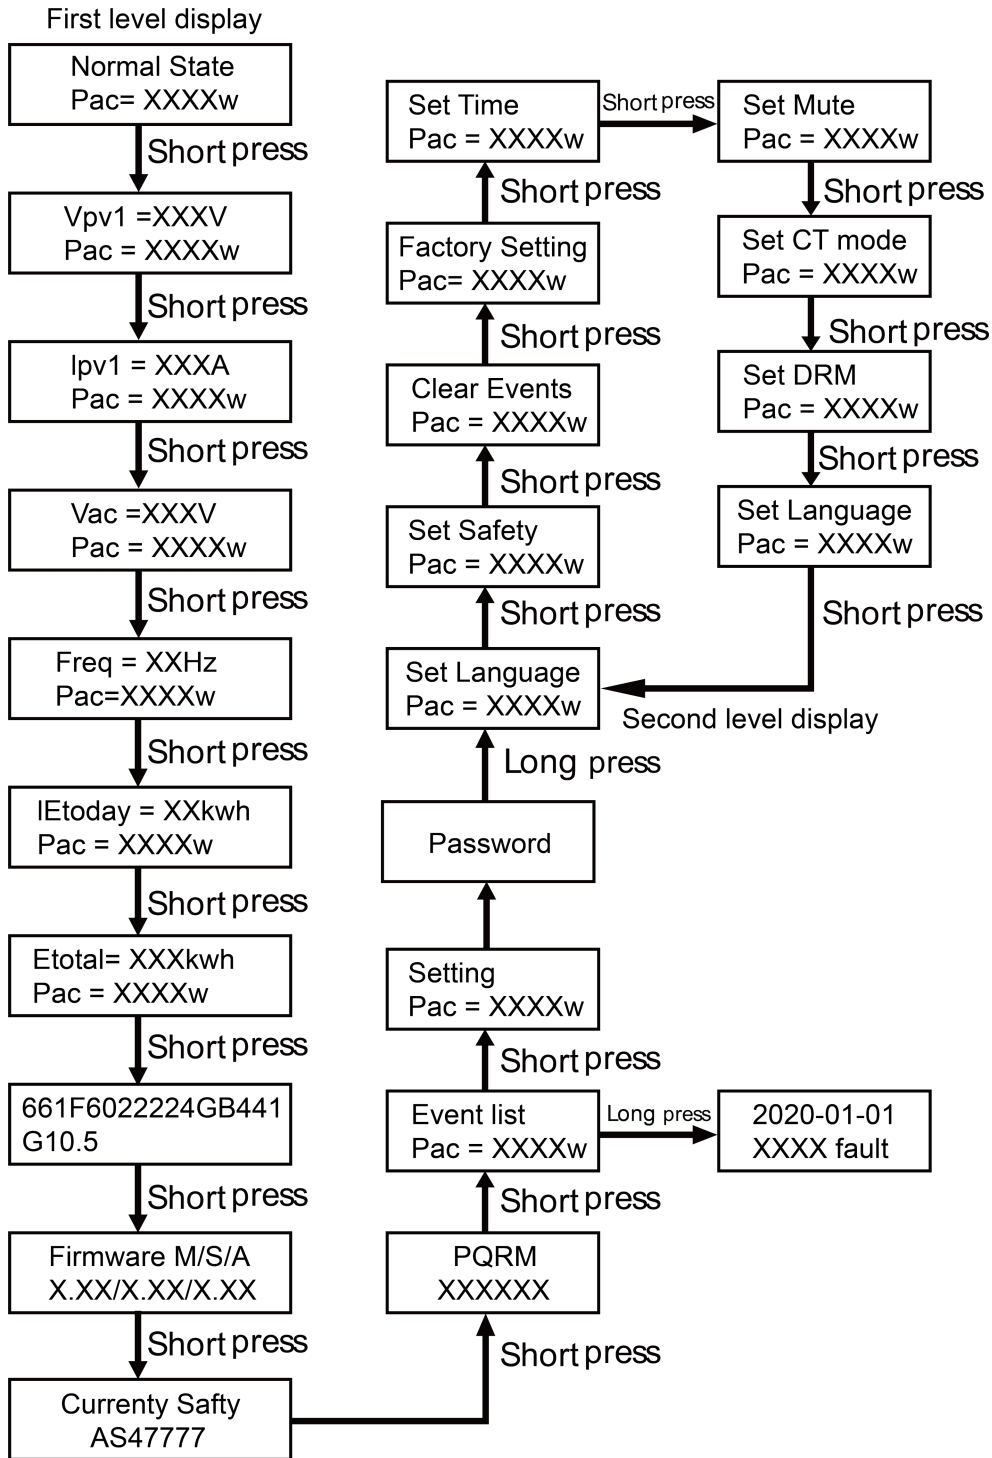 First level display
Normal State
Pac= XXXXw
Short press
Vpv1 =XXXV
Pac = XXXXw
Short press
Ipv1 = XXXA
Pac = XXXXw
Short press
Vac =XXXV
Pac = XXXXw
Short press
Freq = XXHz
Pac=XXXXw
Short press
lEtoday = XXkwh
Pac = XXXXw
Short press
Etotal= XXXkwh
Pac = XXXXw
Short press
661F6022224GB441
G10.5
Short press
Firmware M/S/A
X.XX/X.XX/X.XX
Short press
Currenty Safty
AS47777
Short press
PQRM
XXXXXX
Short press
Event list
Pac = XXXXw
Long press
2020-01-01
XXXX fault
Short press
Setting
Pac = XXXXw
Password
Long press
Set Language
Pac = XXXXw
Short press
Set Safety
Pac = XXXXw
Short press
Clear Events
Pac = XXXXw
Short press
Factory Setting
Pac= XXXXw
Short press
Set Time
Pac = XXXXw
Short press
Set Mute
Pac = XXXXw
Short press
Set CT mode
Pac = XXXXw
Short press
Set DRM
Pac = XXXXw
Short press
Set Language
Pac = XXXXw
Short press
Second level display